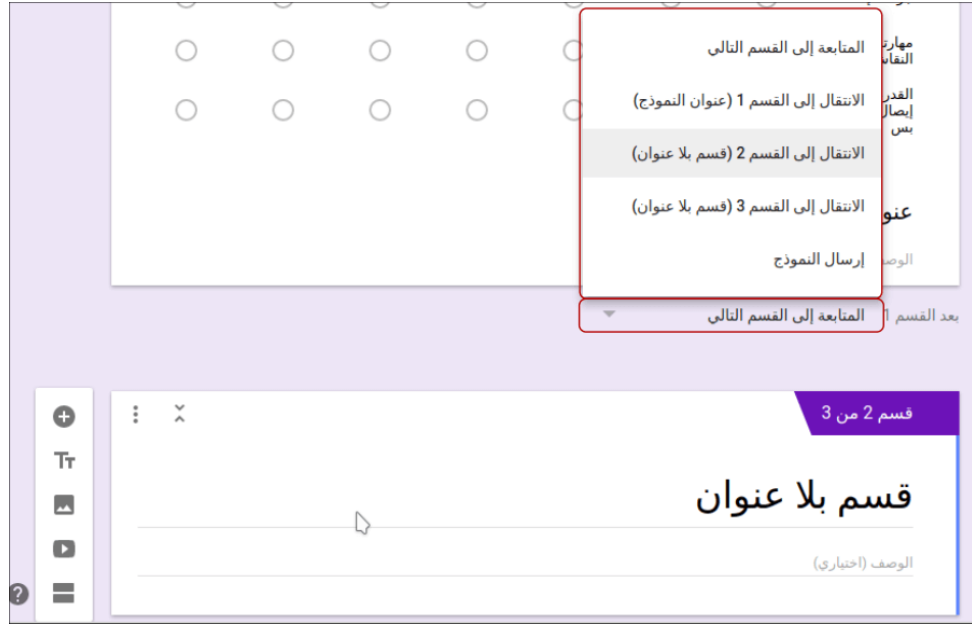 المتابعة إلى القسم التالي
الانتقال إلى القسم 1 (عنوان النموذج)
الانتقال إلى القسم 2 (قسم بلا عنوان)
الانتقال إلى القسم 3 (قسم بلا عنوان)
إرسال النموذج
بعد القسم 1
المتابعة إلى القسم التالي
قسم 2 من 3
قسم بلا عنوان
الوصف (اختياري)